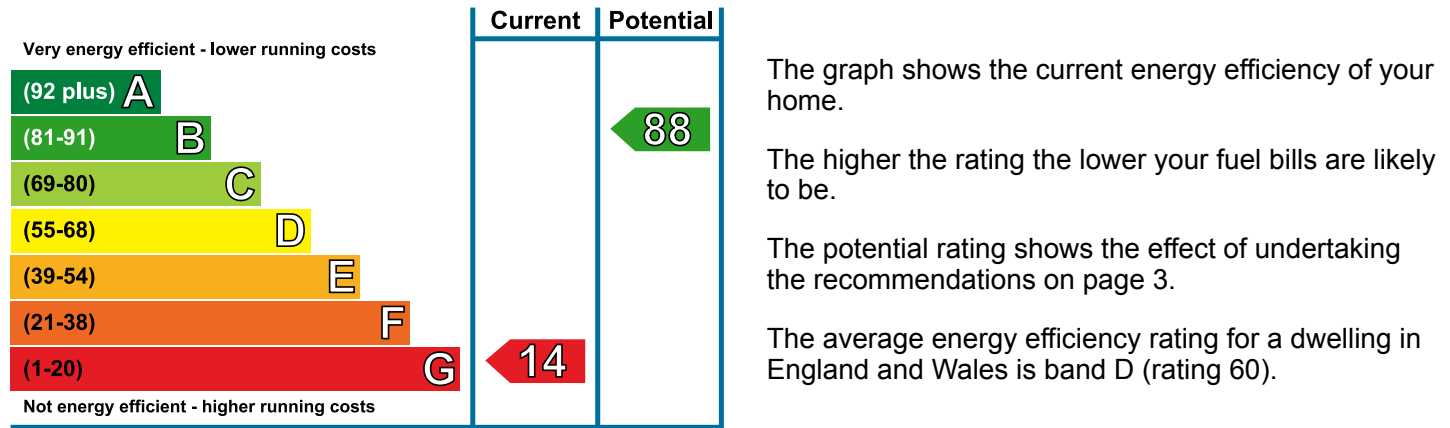 Current Potential
Very energy efficient - lower running costs
(92 plus) A
(81-91) B
88
(69-80) C
(55-68) D
(39-54) E
(21-38) F
(1-20) G
14
Not energy efficient - higher running costs
The graph shows the current energy efficiency of your
home.
The higher the rating the lower your fuel bills are likely
to be.
The potential rating shows the effect of undertaking
the recommendations on page 3.
The average energy efficiency rating for a dwelling in
England and Wales is band D (rating 60).